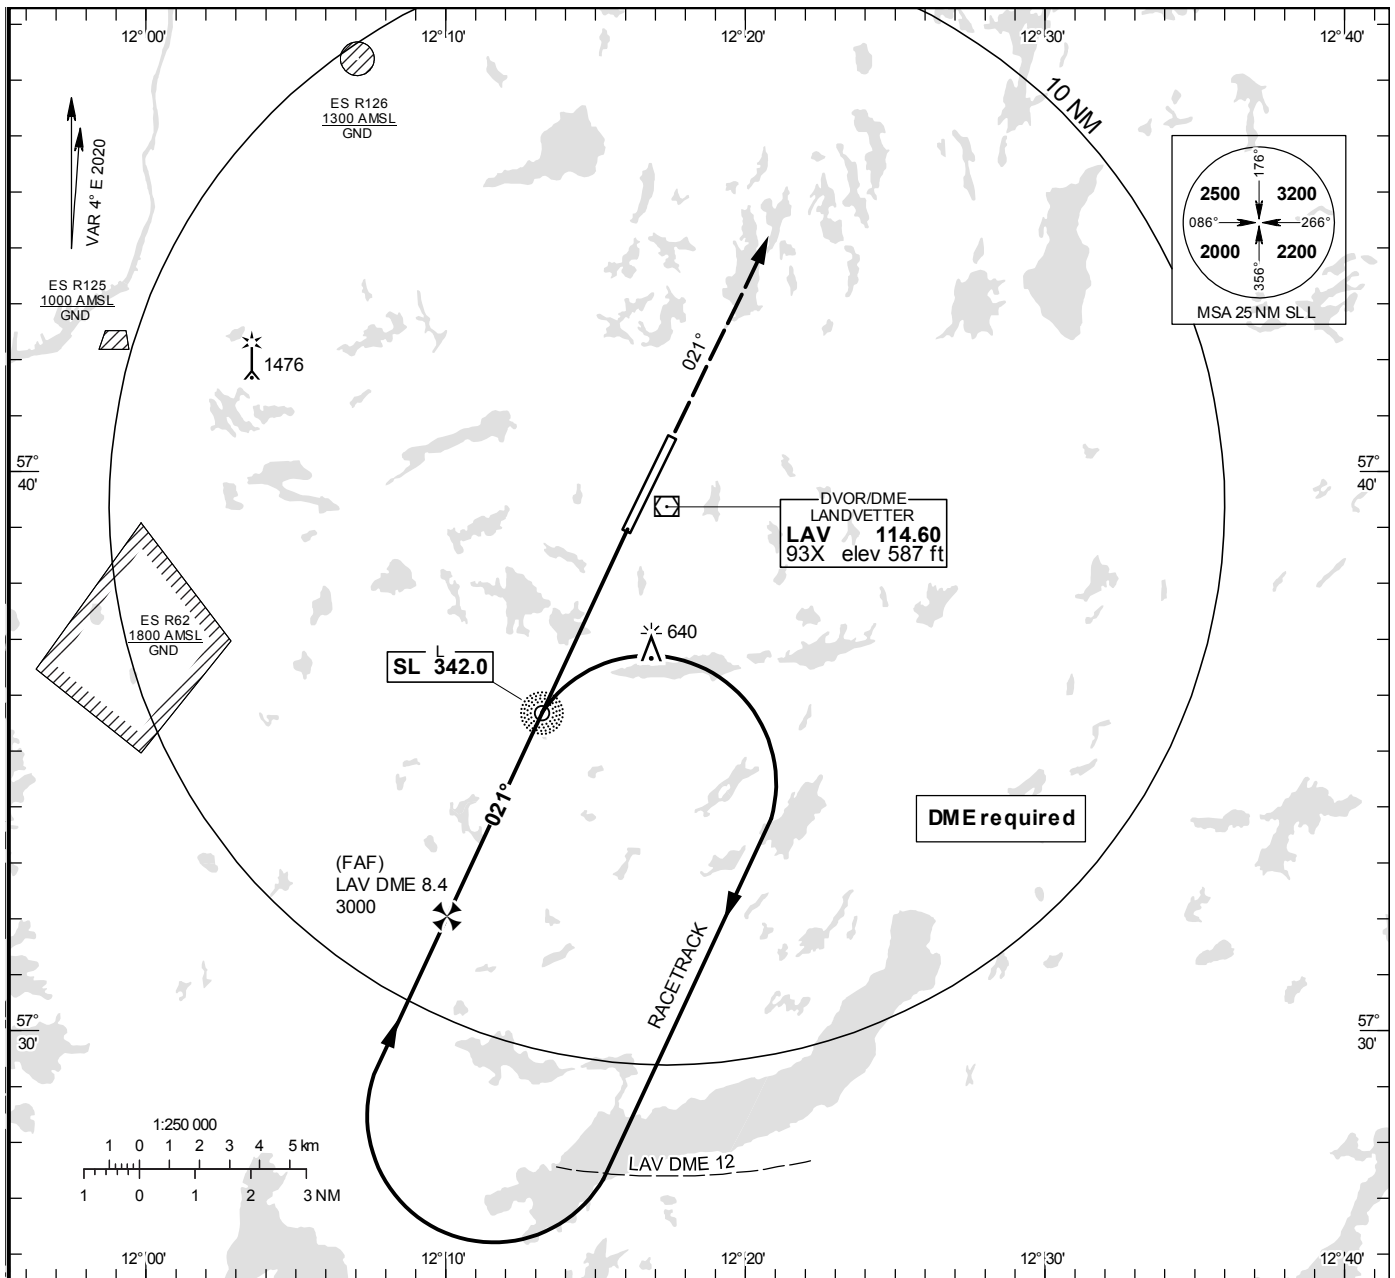 12° 00'
12° 10'
12° 20'
12° 30'
12° 40'
10 NM
ES R126
1300 AMSL
GND
VAR 4° E 2020
176°
2500 3200
086° 266°
2000 2200
356°
MSA 25 NM SLL
ES R125
1000 AMSL
GND
1476
021°
57°
40'
57°
40'
DVOR/DME
LANDVETTER
LAV 114.60
93X elev 587 ft
ES R62
1800 AMSL
GND
640
L
SL 342.0
021°
DME required
(FAF)
LAV DME 8.4
3000
RACETRACK
57°
30'
57°
30'
1:250 000
1 0 1 2 3 4 5 km
1 0 1 2 3 NM
LAV DME 12
12° 00'
12° 10'
12° 20'
12° 30'
12° 40'